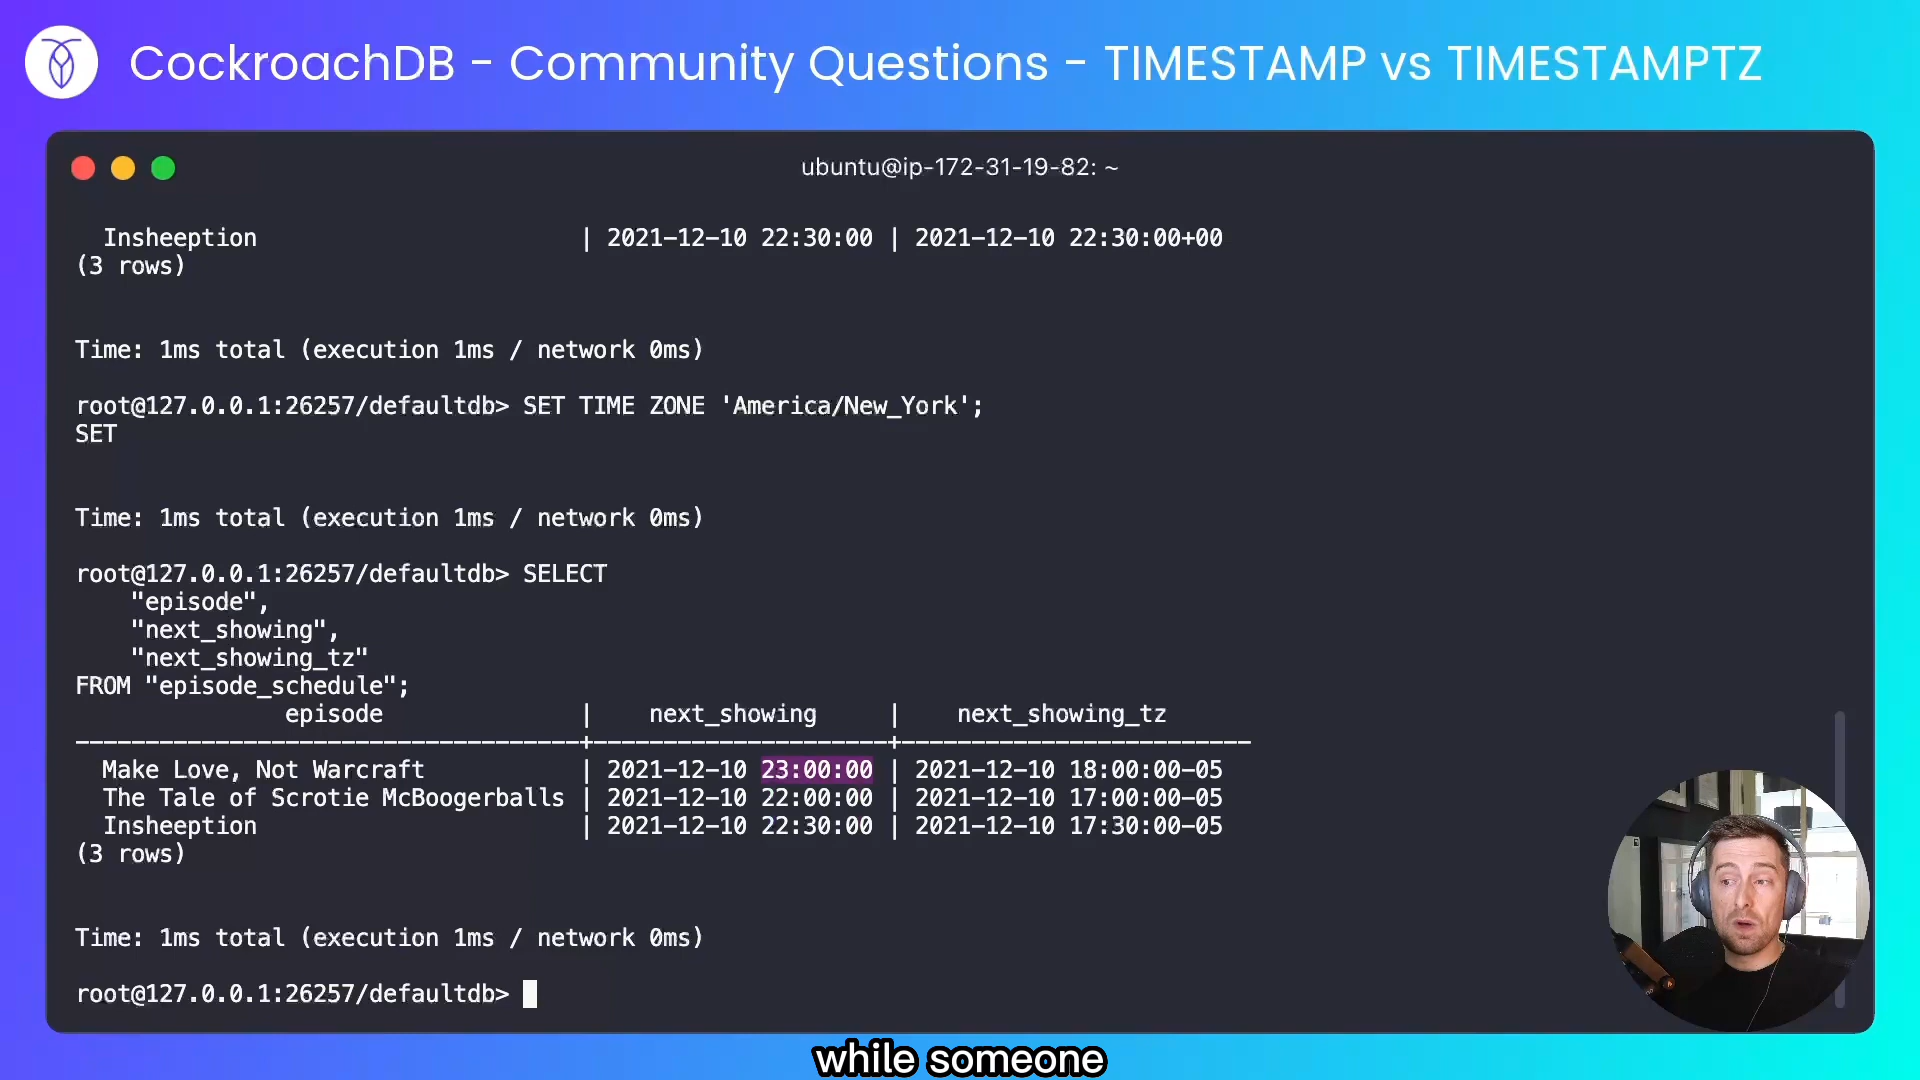 CockroachDB - Community Questions - TIMESTAMP vs TIMESTAMPTZ
ubuntu@ip-172-31-19-82: ~
Insheeption | 2021-12-10 22:30:00 | 2021-12-10 22:30:00+00
(3 rows)
Time: 1ms total (execution 1ms / network 0ms)
root@127.0.0.1:26257/defaultdb> SET TIME ZONE 'America/New_York';
SET
Time: 1ms total (execution 1ms / network 0ms)
root@127.0.0.1:26257/defaultdb> SELECT
"episode",
"next_showing",
"next_showing_tz"
FROM "episode_schedule";
episode | next_showing | next_showing_tz
Make Love, Not Warcraft | 2021-12-10 23:00:00 | 2021-12-10 18:00:00-05
The Tale of Scrotie McBoogerballs | 2021-12-10 22:00:00 | 2021-12-10 17:00:00-05
Insheeption | 2021-12-10 22:30:00 | 2021-12-10 17:30:00-05
(3 rows)
Time: 1ms total (execution 1ms / network 0ms)
root@127.0.0.1:26257/defaultdb>
while someone